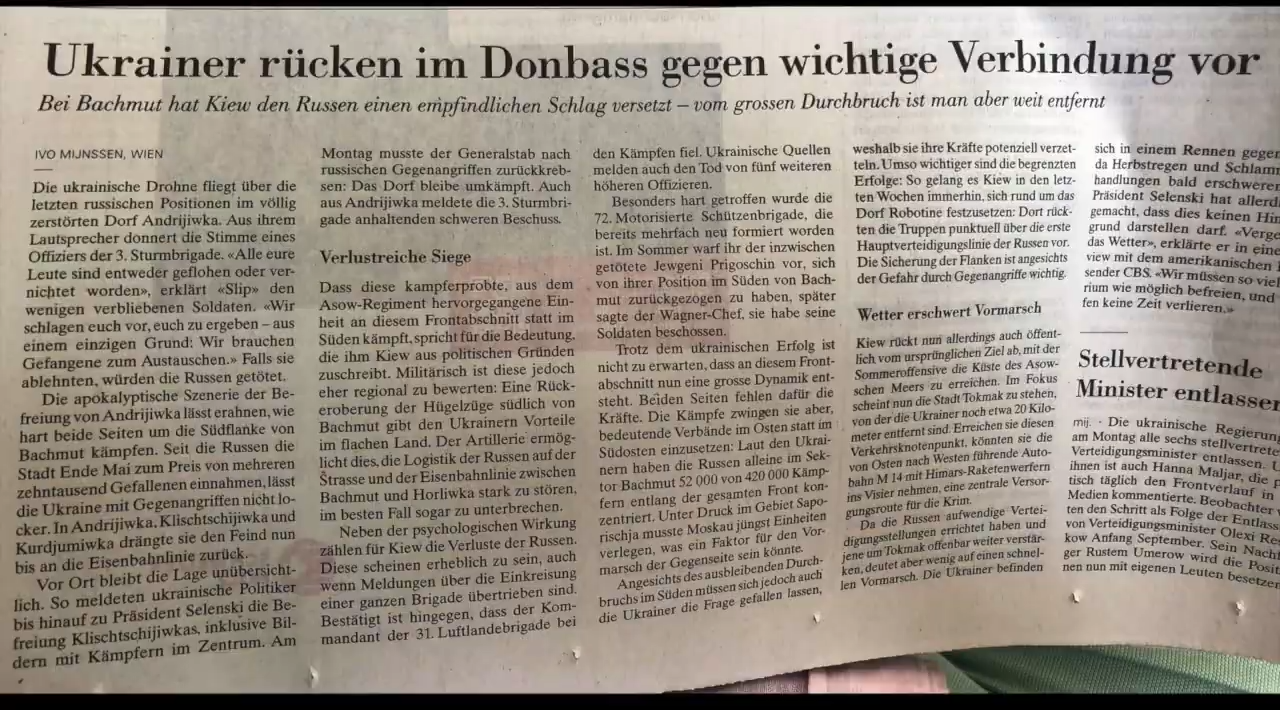 Ukrainer rücken im Donbass gegen wichtige Verbindung vor
Bei Bachmut hat Kiew den Russen einen empfindlichen Schlag versetzt – vom grossen Durchbruch ist man aber weit entfernt
IVO MIJNSSEN, WIEN
Die ukrainische Drohne fliegt über die
letzten russischen Positionen im völlig
zerstörten Dorf Andrijiwka. Aus ihrem
Lautsprecher donnert die Stimme eines
Offiziers der 3. Sturmbrigade. «Alle eure
Leute sind entweder geflohen oder ver-
nichtet worden», erklärt «Slip» den
wenigen verbliebenen Soldaten. «Wir
schlagen euch vor, euch zu ergeben – aus
einem einzigen Grund: Wir brauchen
Gefangene zum Austauschen.» Falls sie
ablehnten, würden die Russen getötet.
Die apokalyptische Szenerie der Be-
freiung von Andrijiwka lässt erahnen, wie
hart beide Seiten um die Südflanke von
Bachmut kämpfen. Seit die Russen die
Stadt Ende Mai zum Preis von mehreren
zehntausend Gefallenen einnahmen, lässt
die Ukraine mit Gegenangriffen nicht lo-
cker. In Andrijiwka, Klischtschijiwka und
Kurdjumiwka drängte sie den Feind nun
bis an die Eisenbahnlinie zurück.
Vor Ort bleibt die Lage unübersicht-
lich. So meldeten ukrainische Politiker
bis hinauf zu Präsident Selenski die Be-
freiung Klischtschijiwkas, inklusive Bil-
dern mit Kämpfern im Zentrum. Am
Montag musste der Generalstab nach
russischen Gegenangriffen zurückkreb-
sen: Das Dorf bleibe umkämpft. Auch
aus Andrijiwka meldete die 3. Sturmbri-
gade anhaltenden schweren Beschuss.
Verlustreiche Siege
Dass diese kampferprobte, aus dem
Asow-Regiment hervorgegangene Ein-
heit an diesem Frontabschnitt statt im
Süden kämpft, spricht für die Bedeutung,
die ihm Kiew aus politischen Gründen
zuschreibt. Militärisch ist diese jedoch
eher regional zu bewerten: Eine Rück-
eroberung der Hügelzüge südlich von
Bachmut gibt den Ukrainern Vorteile
im flachen Land. Der Artillerie ermög-
licht dies, die Logistik der Russen auf der
Strasse und der Eisenbahnlinie zwischen
Bachmut und Horliwka stark zu stören,
im besten Fall sogar zu unterbrechen.
Neben der psychologischen Wirkung
zählen für Kiew die Verluste der Russen.
Diese scheinen erheblich zu sein, auch
wenn Meldungen über die Einkreisung
einer ganzen Brigade übertrieben sind.
Bestätigt ist hingegen, dass der Kom-
mandant der 31. Luftlandebrigade bei
den Kämpfen fiel. Ukrainische Quellen
melden auch den Tod von fünf weiteren
höheren Offizieren.
Besonders hart getroffen wurde die
72. Motorisierte Schützenbrigade, die
bereits mehrfach neu formiert worden
ist. Im Sommer warf ihr der inzwischen
getötete Jewgeni Prigoschin vor, sich
von ihrer Position im Süden von Bach-
mut zurückgezogen zu haben, später
sagte der Wagner-Chef, sie habe seine
Soldaten beschossen.
Trotz dem ukrainischen Erfolg ist
nicht zu erwarten, dass an diesem Front-
abschnitt nun eine grosse Dynamik ent-
steht. Beiden Seiten fehlen dafür die
Kräfte. Die Kämpfe zwingen sie aber,
bedeutende Verbände im Osten statt im
Südosten einzusetzen: Laut den Ukrai-
nern haben die Russen alleine im Sek-
tor Bachmut 52 000 von 420 000 Kämp-
fern entlang der gesamten Front kon-
zentriert. Unter Druck im Gebiet Sapo-
rischja musste Moskau jüngst Einheiten
verlegen, was ein Faktor für den Vor-
marsch der Gegenseite sein könnte.
Angesichts des ausbleibenden Durch-
bruchs im Süden müssen sich jedoch auch
die Ukrainer die Frage gefallen lassen,
weshalb sie ihre Kräfte potenziell verzet-
teln. Umso wichtiger sind die begrenzten
Erfolge: So gelang es Kiew in den letz-
ten Wochen immerhin, sich rund um das
Dorf Robotine festzusetzen: Dort rück-
ten die Truppen punktuell über die erste
Hauptverteidigungslinie der Russen vor.
Die Sicherung der Flanken ist angesichts
der Gefahr durch Gegenangriffe wichtig.
Wetter erschwert Vormarsch
Kiew rückt nun allerdings auch öffent-
lich vom ursprünglichen Ziel ab, mit der
Sommeroffensive die Küste des Asow-
schen Meers zu erreichen. Im Fokus
scheint nun die Stadt Tokmak zu stehen,
von der die Ukrainer noch etwa 20 Kilo-
meter entfernt sind. Erreichen sie diesen
Verkehrsknotenpunkt, könnten sie die
von Osten nach Westen führende Auto-
bahn M 14 mit Himars-Raketenwerfern
ins Visier nehmen, eine zentrale Versor-
gungsroute für die Krim.
Da die Russen aufwendige Vertei-
digungsstellungen errichtet haben und
jene um Tokmak offenbar weiter verstär-
ken, deutet aber wenig auf einen schnel-
len Vormarsch. Die Ukrainer befinden
sich in einem Rennen gegen
da Herbstregen und Schlamm
handlungen bald erschweren
Präsident Selenski hat allerd
gemacht, dass dies keinen Hin
grund darstellen darf. «Verge
das Wetter», erklärte er in eine
view mit dem amerikanischen
sender CBS. «Wir müssen so viel
rium wie möglich befreien, und
fen keine Zeit verlieren.»
Stellvertretende
Minister entlassen
mij. · Die ukrainische Regierung
am Montag alle sechs stellvertrete
Verteidigungsminister entlassen. U
ihnen ist auch Hanna Maljar, die p
tisch täglich den Frontverlauf in
Medien kommentierte. Beobachter
ten den Schritt als Folge der Entlass
von Verteidigungsminister Olexi Res
kow Anfang September. Sein Nach
ger Rustem Umerow wird die Posit
nen nun mit eigenen Leuten besetzen